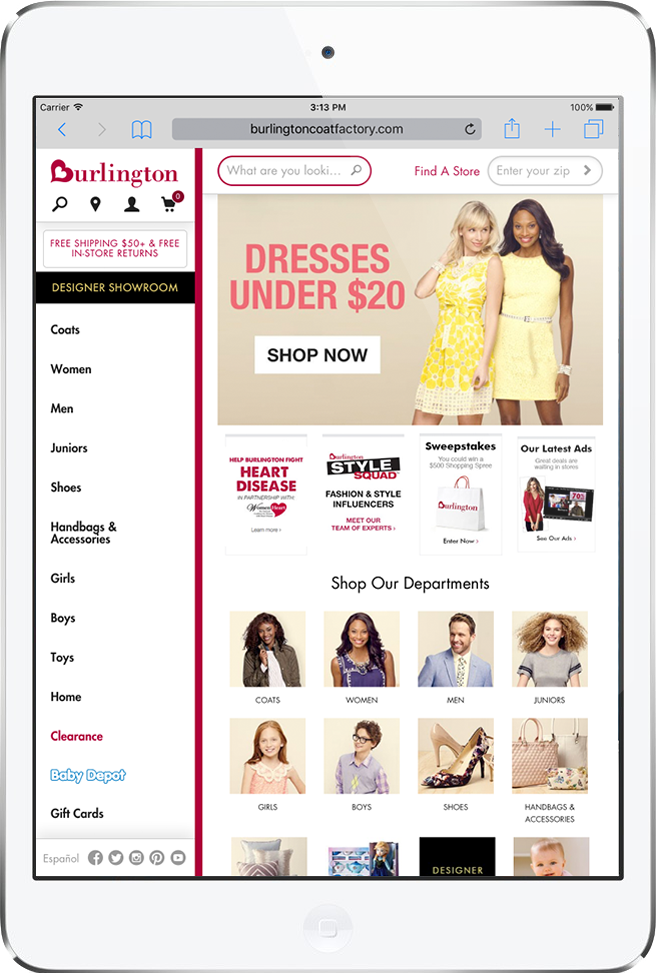 Carrier
3:13 PM
100%
burlingtoncoatfactory.com
Burlington
0
FREE SHIPPING $50+ & FREE
IN-STORE RETURNS
DESIGNER SHOWROOM
Coats
Women
Men
Juniors
Shoes
Handbags &
Accessories
Girls
Boys
Toys
Home
Clearance
Baby Depot
Gift Cards
Español
What are you looki...
Find A Store
Enter your zip
DRESSES
UNDER $20
SHOP NOW
HELP BURLINGTON FIGHT
HEART
DISEASE
IN PARTNERSHIP WITH
WomenHeart
Learn more ›
Burlington
STYLE
SQUAD
FASHION & STYLE
INFLUENCERS
MEET OUR
TEAM OF EXPERTS ›
Sweepstakes
You could win a
$500 Shopping Spree
Burlington
Enter Now ›
Our Latest Ads
Great deals are
waiting in stores
70%
See Our Ads ›
Shop Our Departments
COATS
WOMEN
MEN
JUNIORS
GIRLS
BOYS
SHOES
HANDBAGS &
ACCESSORIES
DESIGNER